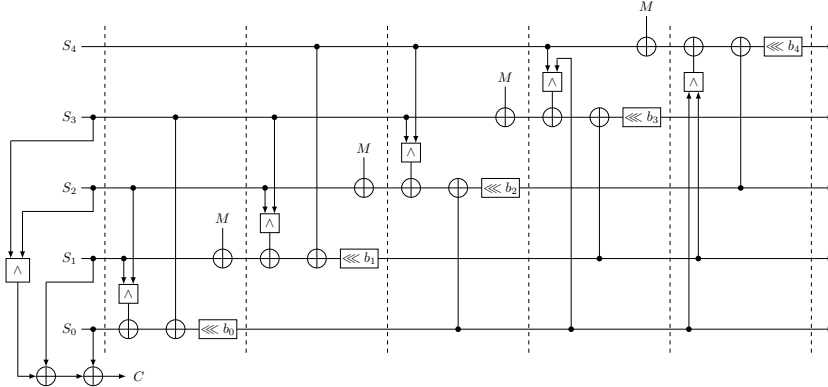 M
S₄ ⋘ b₄
∧ ∧
M
S₃ ⋘ b₃
M ∧
S₂ ⋘ b₂
M ∧
S₁ ⋘ b₁
∧ ∧
S₀ ⋘ b₀
C